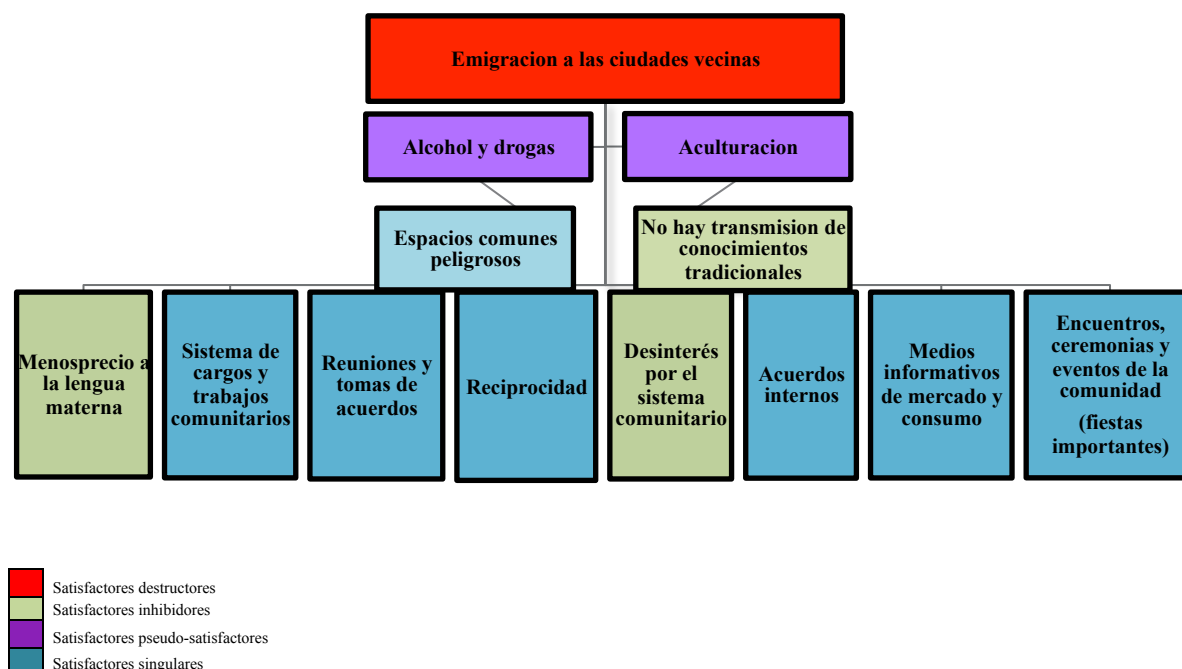 Emigracion a las ciudades vecinas
Alcohol y drogas
Aculturacion
Espacios comunes
peligrosos
No hay transmision de
conocimientos
tradicionales
Menosprecio a
la lengua
materna
Sistema de
cargos y
trabajos
comunitarios
Reuniones y
tomas de
acuerdos
Reciprocidad
Desinterés
por el
sistema
comunitario
Acuerdos
internos
Medios
informativos
de mercado y
consumo
Encuentros,
ceremonias y
eventos de la
comunidad
(fiestas
importantes)
Satisfactores destructores
Satisfactores inhibidores
Satisfactores pseudo-satisfactores
Satisfactores singulares